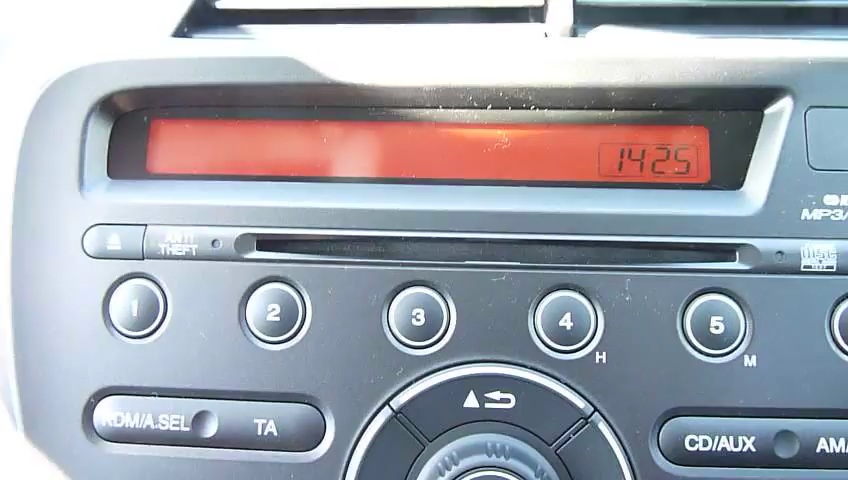 1425
MP3/
ANTI
THEFT
1
2
3
4
5
H
M
RDM/A.SEL
TA
CD/AUX
AM/